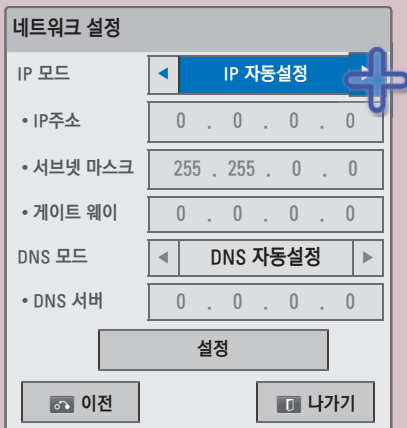 네트워크 설정
IP 모드 ◀ IP 자동설정 ▶
• IP주소 0 . 0 . 0 . 0
• 서브넷 마스크 255 . 255 . 0 . 0
• 게이트 웨이 0 . 0 . 0 . 0
DNS 모드 ◀ DNS 자동설정 ▶
• DNS 서버 0 . 0 . 0 . 0
설정
이전 나가기